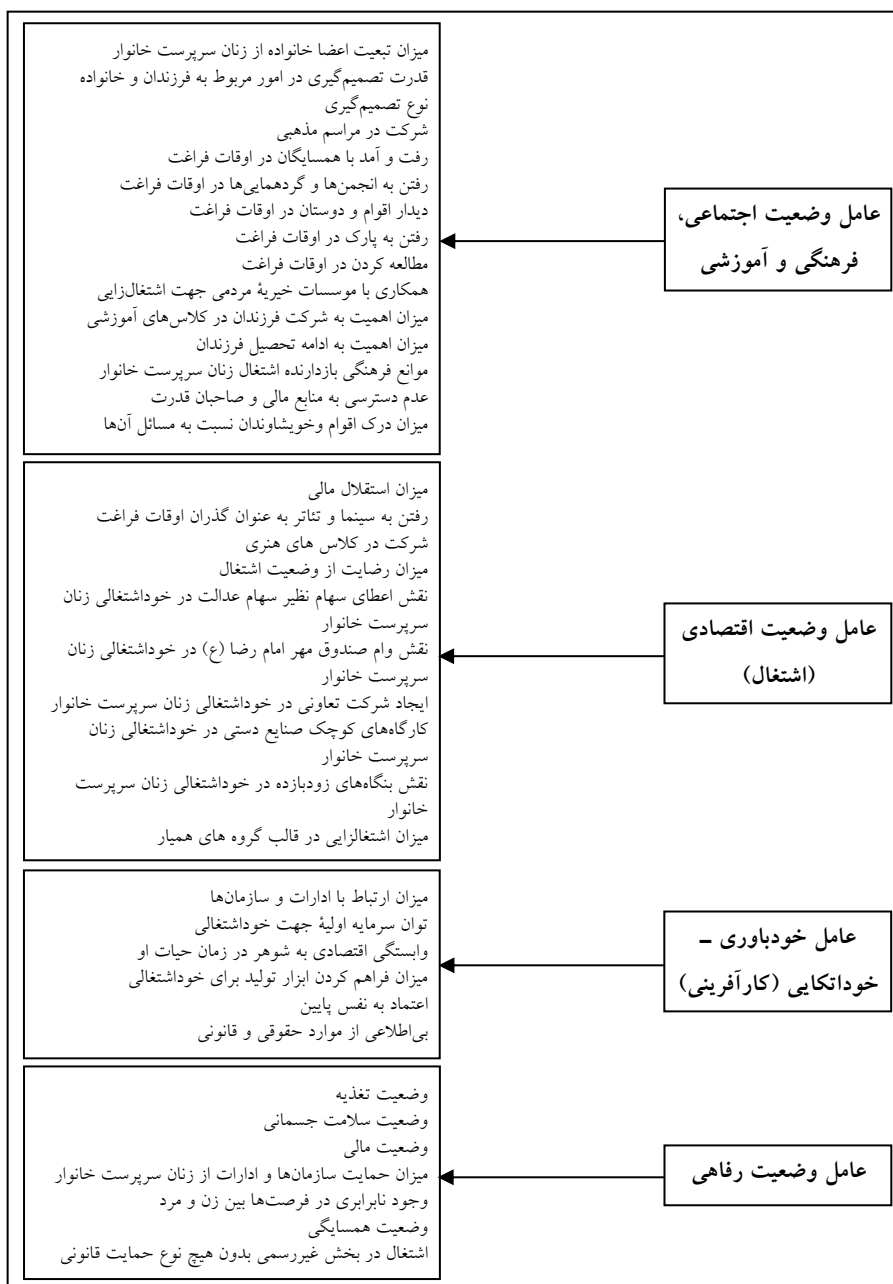 عامل وضعیت اجتماعی،
فرهنگی و آموزشی
میزان تبعیت اعضا خانواده از زنان سرپرست خانوار
قدرت تصمیم‌گیری در امور مربوط به فرزندان و خانواده
نوع تصمیم‌گیری
شرکت در مراسم مذهبی
رفت و آمد با همسایگان در اوقات فراغت
رفتن به انجمن‌ها و گردهمایی‌ها در اوقات فراغت
دیدار اقوام و دوستان در اوقات فراغت
رفتن به پارک در اوقات فراغت
مطالعه کردن در اوقات فراغت
همکاری با موسسات خیریهٔ مردمی جهت اشتغال‌زایی
میزان اهمیت به شرکت فرزندان در کلاس‌های آموزشی
میزان اهمیت به ادامه تحصیل فرزندان
موانع فرهنگی بازدارنده اشتغال زنان سرپرست خانوار
عدم دسترسی به منابع مالی و صاحبان قدرت
میزان درک اقوام وخویشاوندان نسبت به مسائل آن‌ها
عامل وضعیت اقتصادی
(اشتغال)
میزان استقلال مالی
رفتن به سینما و تئاتر به عنوان گذران اوقات فراغت
شرکت در کلاس های هنری
میزان رضایت از وضعیت اشتغال
نقش اعطای سهام نظیر سهام عدالت در خوداشتغالی زنان
سرپرست خانوار
نقش وام صندوق مهر امام رضا (ع) در خوداشتغالی زنان
سرپرست خانوار
ایجاد شرکت تعاونی در خوداشتغالی زنان سرپرست خانوار
کارگاه‌های کوچک صنایع دستی در خوداشتغالی زنان
سرپرست خانوار
نقش بنگاه‌های زودبازده در خوداشتغالی زنان سرپرست
خانوار
میزان اشتغالزایی در قالب گروه های همیار
عامل خودباوری –
خوداتکایی (کارآفرینی)
میزان ارتباط با ادارات و سازمان‌ها
توان سرمایه اولیهٔ جهت خوداشتغالی
وابستگی اقتصادی به شوهر در زمان حیات او
میزان فراهم کردن ابزار تولید برای خوداشتغالی
اعتماد به نفس پایین
بی‌اطلاعی از موارد حقوقی و قانونی
عامل وضعیت رفاهی
وضعیت تغذیه
وضعیت سلامت جسمانی
وضعیت مالی
میزان حمایت سازمان‌ها و ادارات از زنان سرپرست خانوار
وجود نابرابری در فرصت‌ها بین زن و مرد
وضعیت همسایگی
اشتغال در بخش غیررسمی بدون هیچ نوع حمایت قانونی